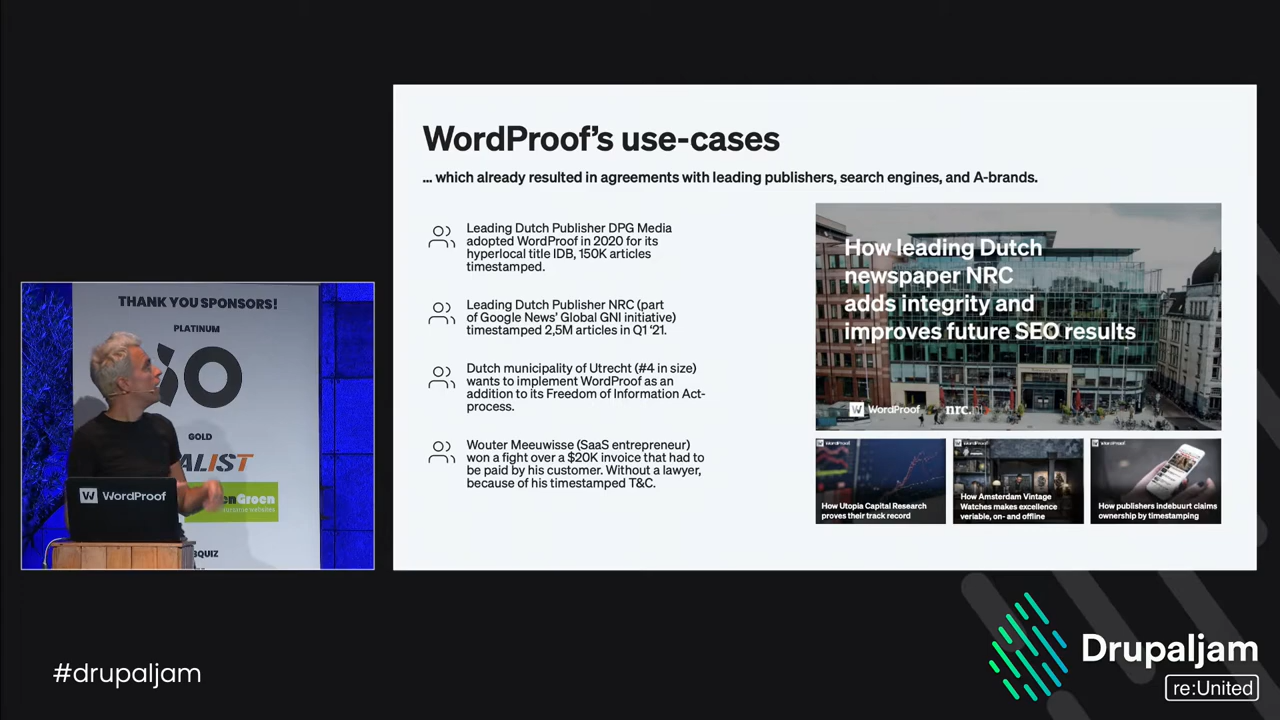 WordProof's use-cases
... which already resulted in agreements with leading publishers, search engines, and A-brands.
Leading Dutch Publisher DPG Media
adopted WordProof in 2020 for its
hyperlocal title IDB, 150K articles
timestamped.
Leading Dutch Publisher NRC (part
of Google News' Global GNI initiative)
timestamped 2,5M articles in Q1 '21.
Dutch municipality of Utrecht (#4 in size)
wants to implement WordProof as an
addition to its Freedom of Information Act-
process.
Wouter Meeuwisse (SaaS entrepreneur)
won a fight over a $20K invoice that had to
be paid by his customer. Without a lawyer,
because of his timestamped T&C.
How leading Dutch
newspaper NRC
adds integrity and
improves future SEO results
W WordProof nrc.nl
WordProof
How Utopia Capital Research
proves their track record
WordProof
How Amsterdam Vintage
Watches makes excellence
veriable, on- and offline
WordProof
How publishers indebuurt claims
ownership by timestamping
THANK YOU SPONSORS!
PLATINUM
GOLD
ALIST
W WordProof
#drupaljam
Drupaljam
re:United